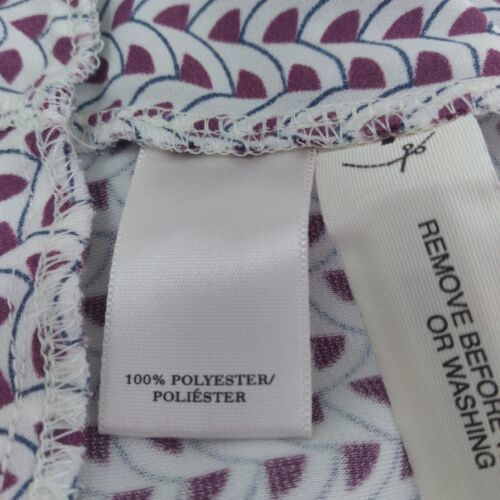 100% POLYESTER/
POLIÉSTER
REMOVE BEFORE
OR WASHING